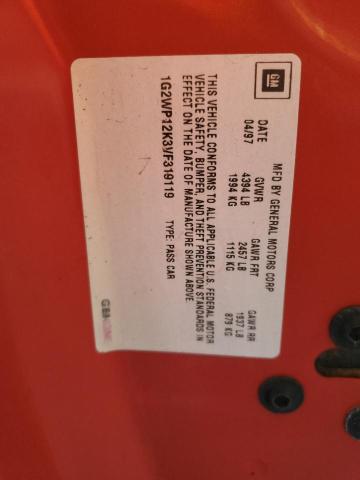 GM
MFD BY GENERAL MOTORS CORP
DATE GVWR GAWR FRT GAWR RR
04/97 4394 LB 2457 LB 1937 LB
1994 KG 1115 KG 879 KG
THIS VEHICLE CONFORMS TO ALL APPLICABLE U.S. FEDERAL MOTOR
VEHICLE SAFETY, BUMPER, AND THEFT PREVENTION STANDARDS IN
EFFECT ON THE DATE OF MANUFACTURE SHOWN ABOVE.
1G2WP12K3VF319119 TYPE: PASS CAR